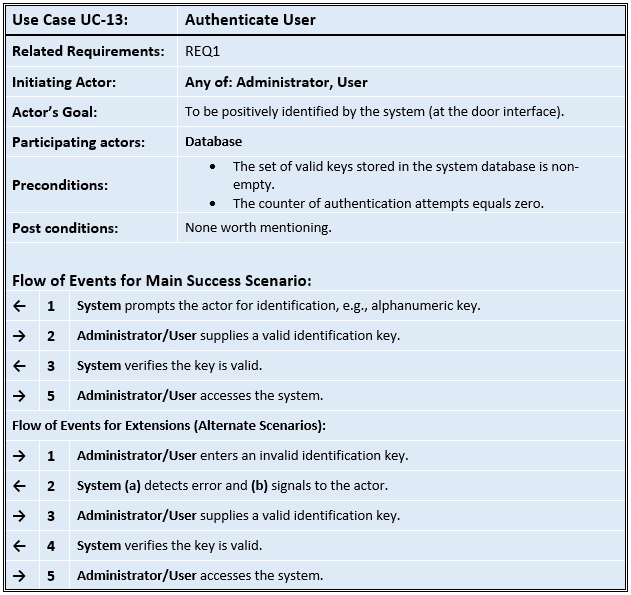 Use Case UC-13: Authenticate User
Related Requirements: REQ1
Initiating Actor: Any of: Administrator, User
Actor’s Goal: To be positively identified by the system (at the door interface).
Participating actors: Database
Preconditions:
• The set of valid keys stored in the system database is non-
empty.
• The counter of authentication attempts equals zero.
Post conditions: None worth mentioning.
Flow of Events for Main Success Scenario:
← 1 System prompts the actor for identification, e.g., alphanumeric key.
→ 2 Administrator/User supplies a valid identification key.
← 3 System verifies the key is valid.
→ 5 Administrator/User accesses the system.
Flow of Events for Extensions (Alternate Scenarios):
→ 1 Administrator/User enters an invalid identification key.
← 2 System (a) detects error and (b) signals to the actor.
→ 3 Administrator/User supplies a valid identification key.
← 4 System verifies the key is valid.
→ 5 Administrator/User accesses the system.